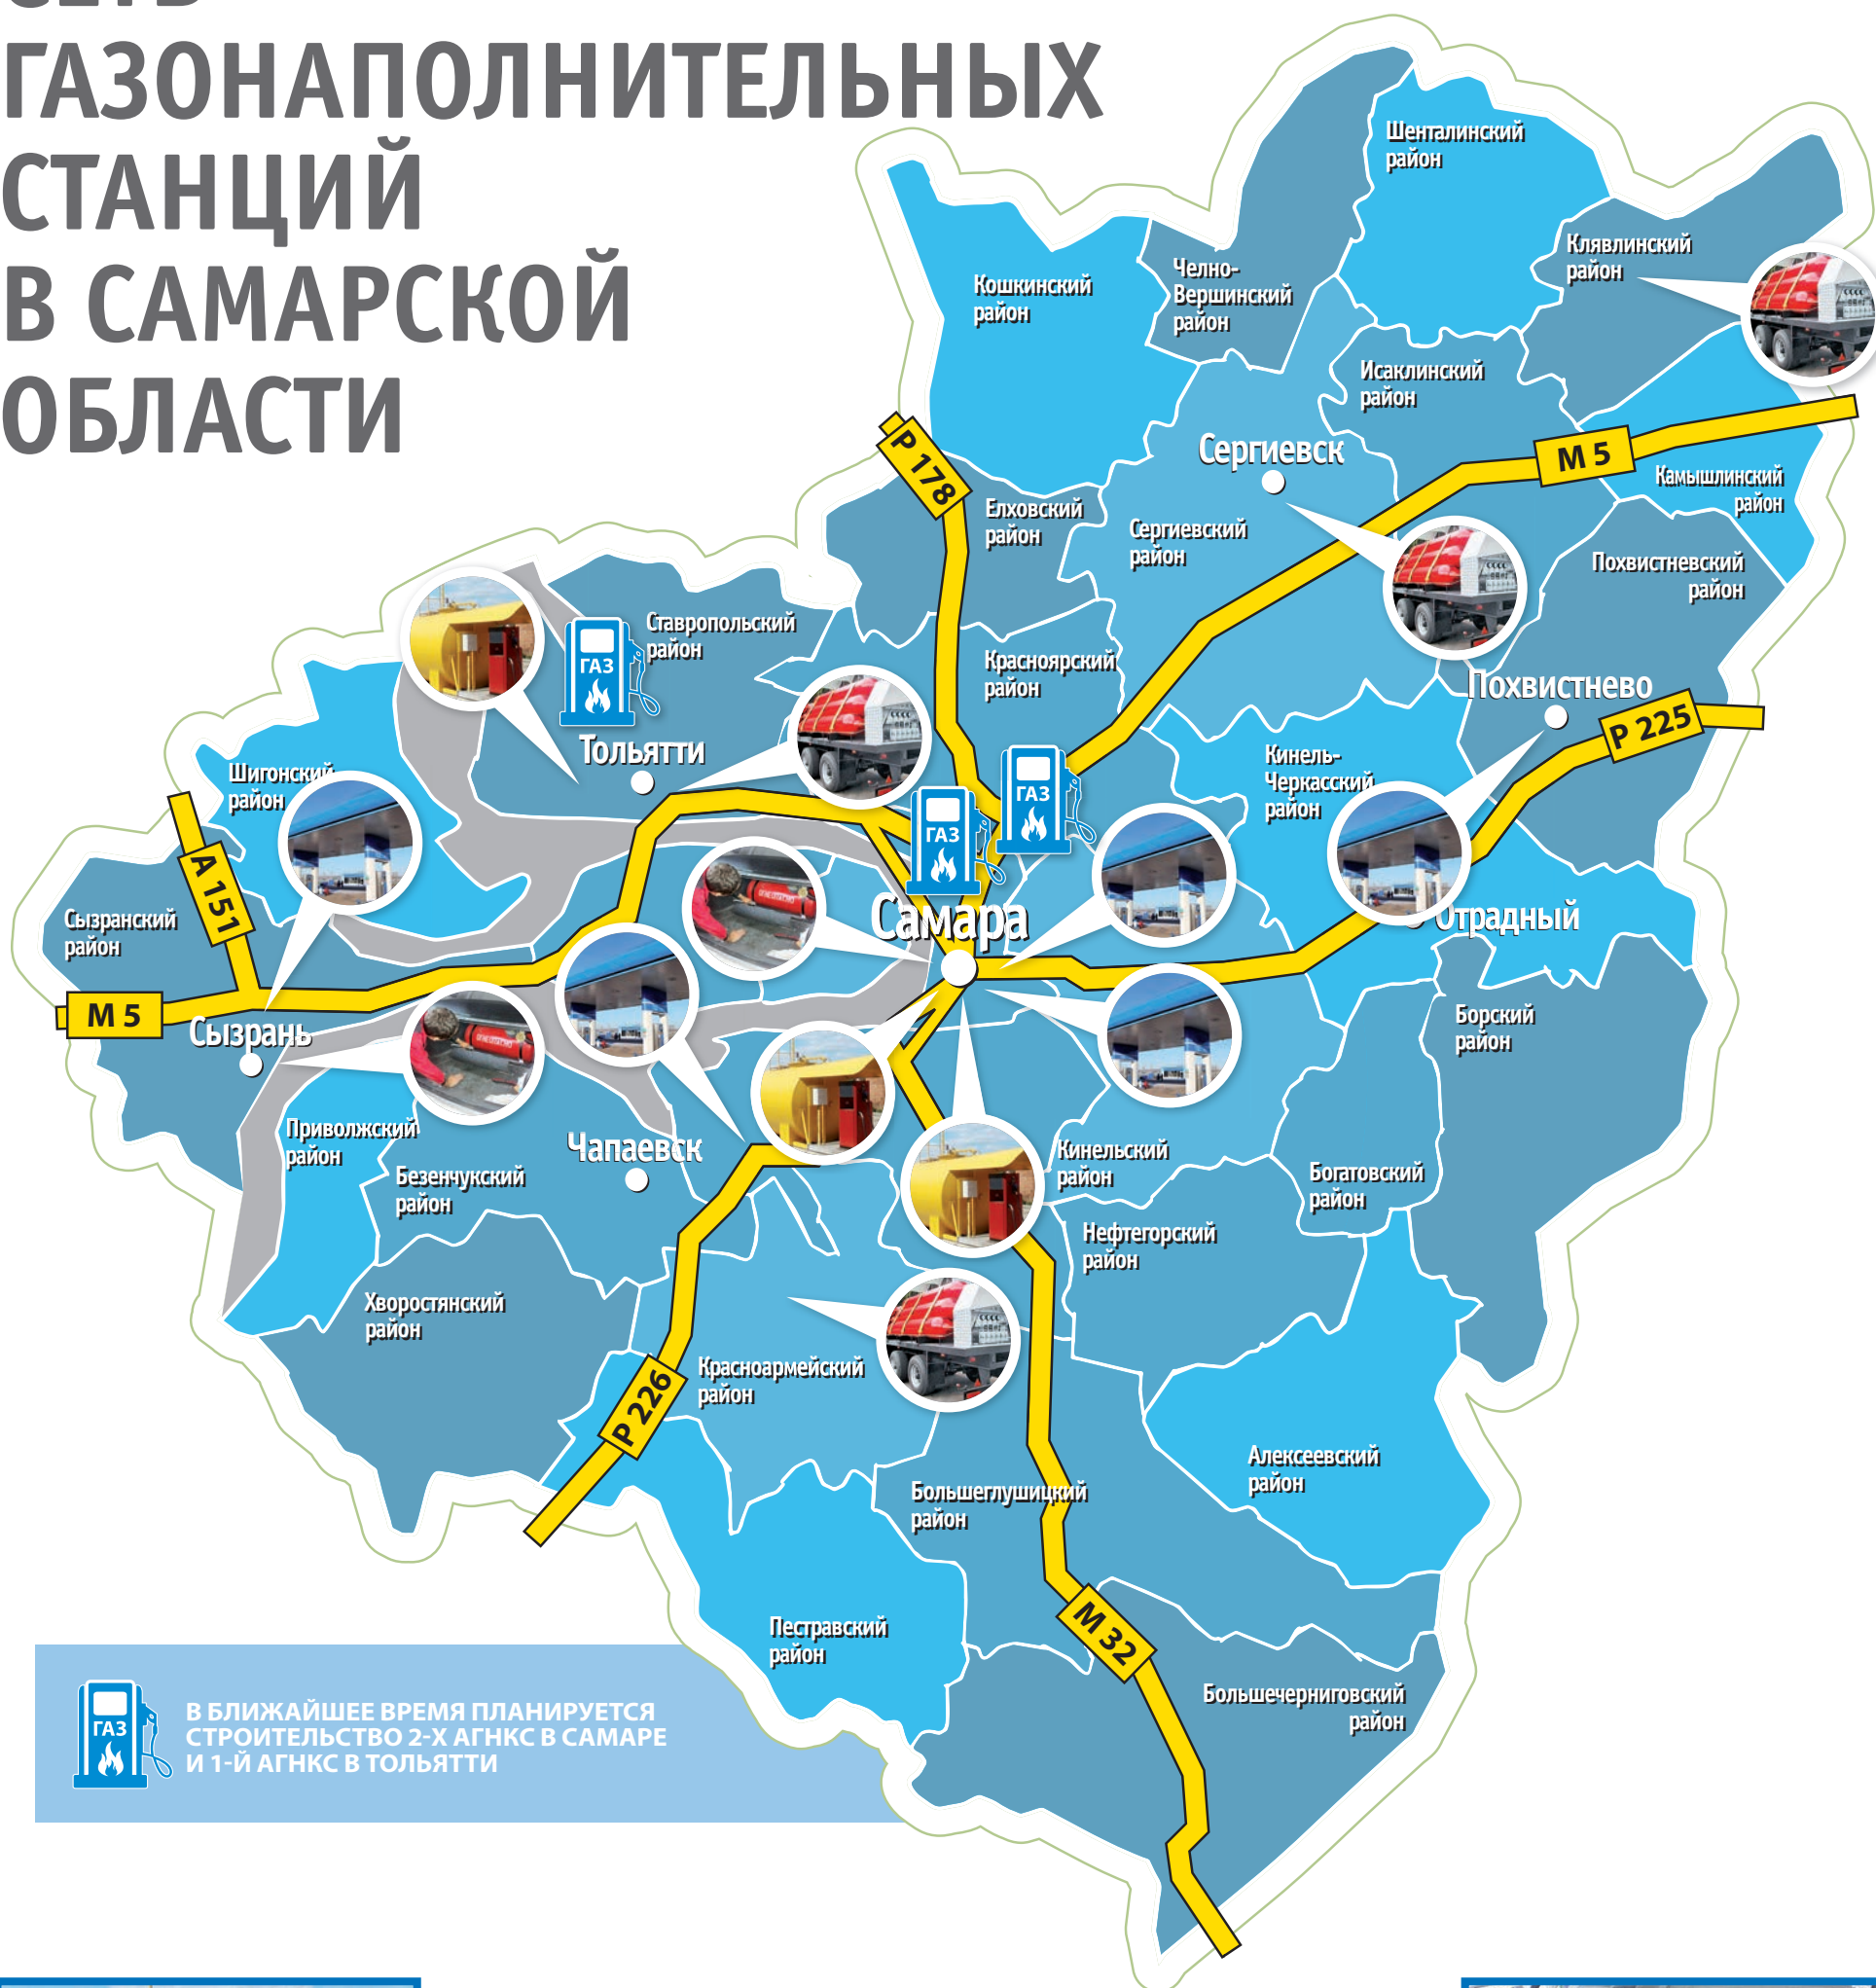 СЕТЬ
ГАЗОНАПОЛНИТЕЛЬНЫХ
СТАНЦИЙ
В САМАРСКОЙ
ОБЛАСТИ
Шенталинский
район
Клявлинский
район
Кошкинский
район
Челно-
Вершинский
район
Исаклинский
район
Сергиевск
Р 178
М 5
Камышлинский
район
Елховский
район
Сергиевский
район
Похвистневский
район
Ставропольский
район
ГАЗ
Красноярский
район
Похвистнево
Р 225
Тольятти
Шигонский
район
Кинель-
Черкасский
район
ГАЗ
ГАЗ
А 151
Сызранский
район
Самара
Отрадный
М 5
Сызрань
Борский
район
Приволжский
район
Безенчукский
район
Чапаевск
Кинельский
район
Богатовский
район
Нефтегорский
район
Хворостянский
район
Красноармейский
район
Р 226
Алексеевский
район
Большеглушицкий
район
Пестравский
район
М 32
Большечерниговский
район
ГАЗ
В БЛИЖАЙШЕЕ ВРЕМЯ ПЛАНИРУЕТСЯ
СТРОИТЕЛЬСТВО 2-Х АГНКС В САМАРЕ
И 1-Й АГНКС В ТОЛЬЯТТИ